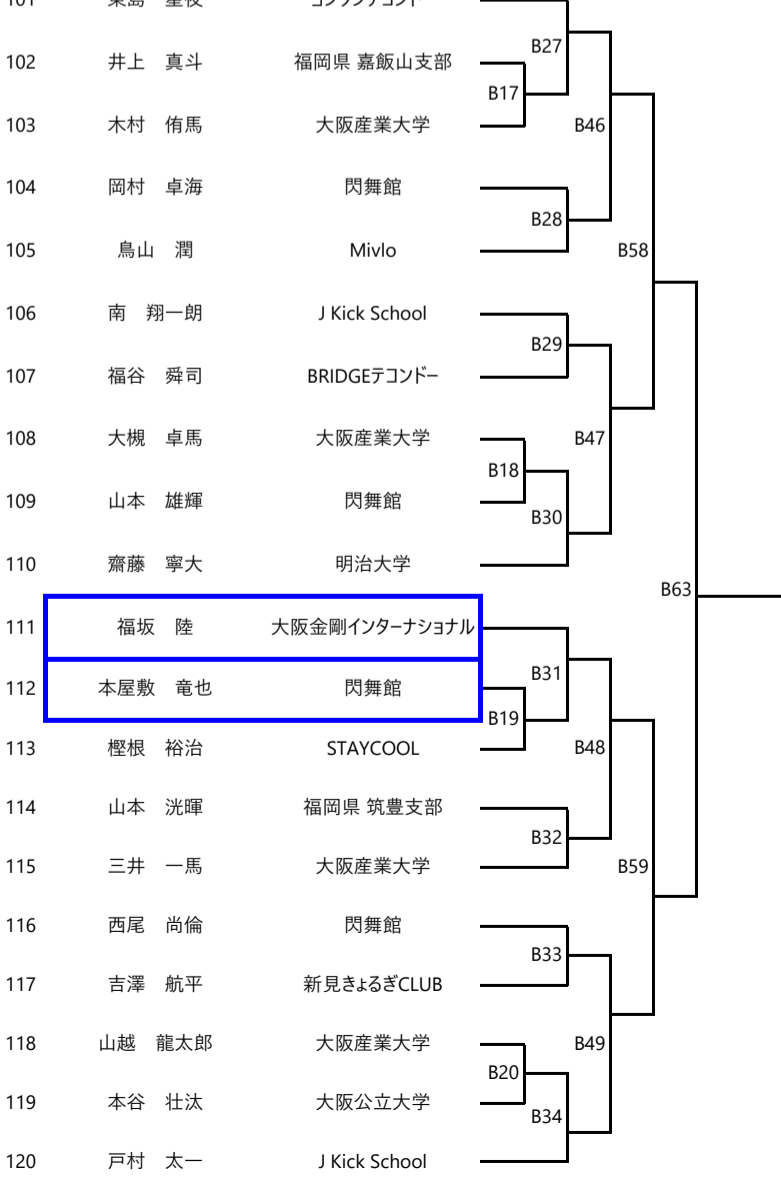 B27
102 井上 真斗 福岡県 嘉飯山支部
B17
103 木村 侑馬 大阪産業大学 B46
104 岡村 卓海 閃舞館
B28
105 鳥山 潤 Mivlo B58
106 南 翔一朗 J Kick School
B29
107 福谷 舜司 BRIDGEテコンドー
108 大槻 卓馬 大阪産業大学 B47
B18
109 山本 雄輝 閃舞館
B30
110 齋藤 寧大 明治大学
B63
111 福坂 陸 大阪金剛インターナショナル
B31
112 本屋敷 竜也 閃舞館
B19
113 樫根 裕治 STAYCOOL B48
114 山本 洸暉 福岡県 筑豊支部
B32
115 三井 一馬 大阪産業大学 B59
116 西尾 尚倫 閃舞館
B33
117 吉澤 航平 新見きょるぎCLUB
118 山越 龍太郎 大阪産業大学 B49
B20
119 本谷 壮汰 大阪公立大学
B34
120 戸村 太一 J Kick School